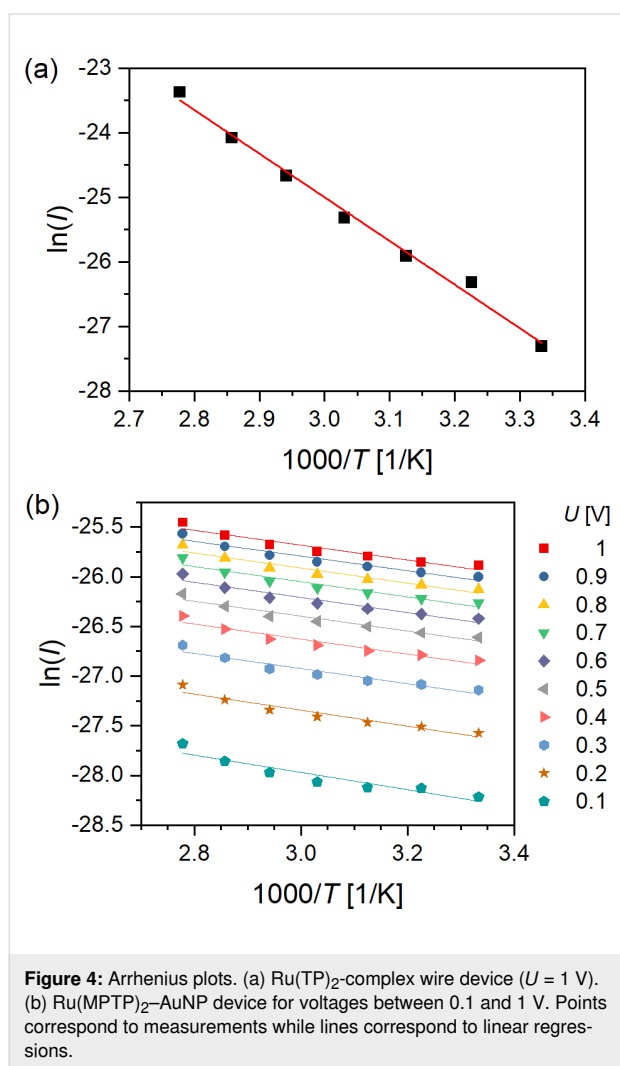 (a)
-23
-24
-25
-26
-27
-28
ln(I)
2.7 2.8 2.9 3.0 3.1 3.2 3.3 3.4
1000/T [1/K]
(b)
-25.5
-26.0
-26.5
-27.0
-27.5
-28.0
-28.5
ln(I)
2.8 3.0 3.2 3.4
1000/T [1/K]
U [V]
1
0.9
0.8
0.7
0.6
0.5
0.4
0.3
0.2
0.1
Figure 4: Arrhenius plots. (a) Ru(TP)₂-complex wire device (U = 1 V).
(b) Ru(MPTP)₂–AuNP device for voltages between 0.1 and 1 V. Points
correspond to measurements while lines correspond to linear regres-
sions.